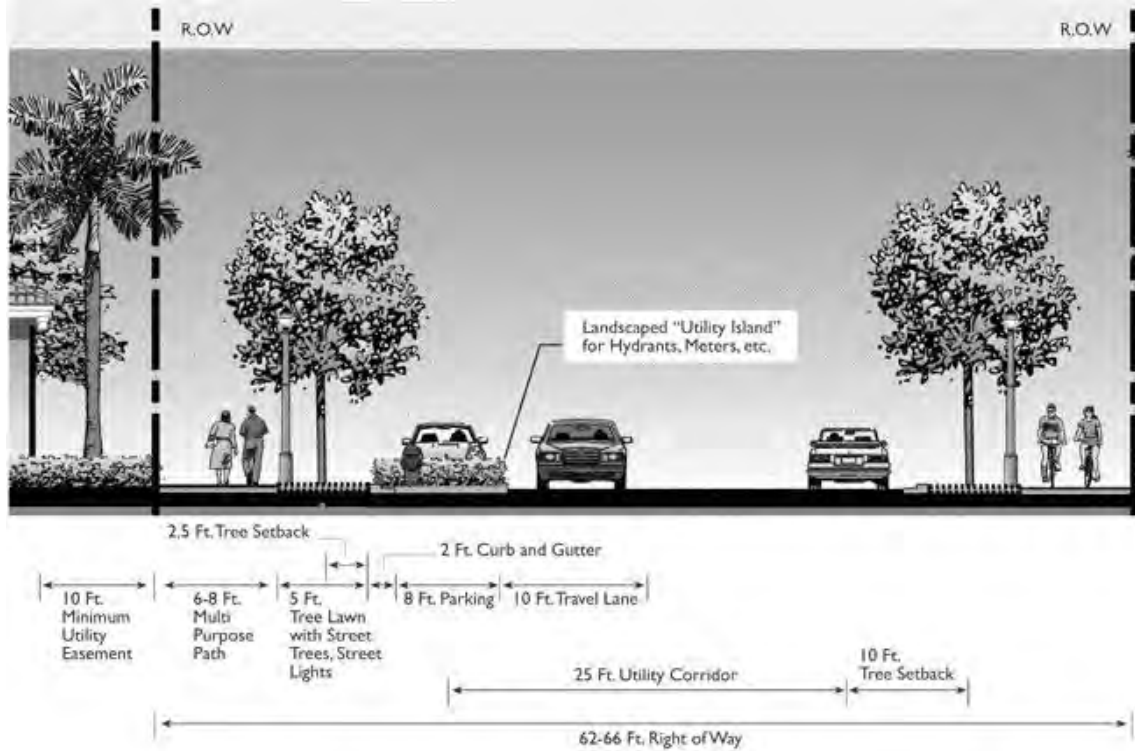 R.O.W
R.O.W
Landscaped "Utility Island"
for Hydrants, Meters, etc.
2.5 Ft. Tree Setback
2 Ft. Curb and Gutter
10 Ft.
Minimum
Utility
Easement
6-8 Ft.
Multi
Purpose
Path
5 Ft.
Tree Lawn
with Street
Trees, Street
Lights
8 Ft. Parking
10 Ft. Travel Lane
25 Ft. Utility Corridor
10 Ft.
Tree Setback
62-66 Ft. Right of Way